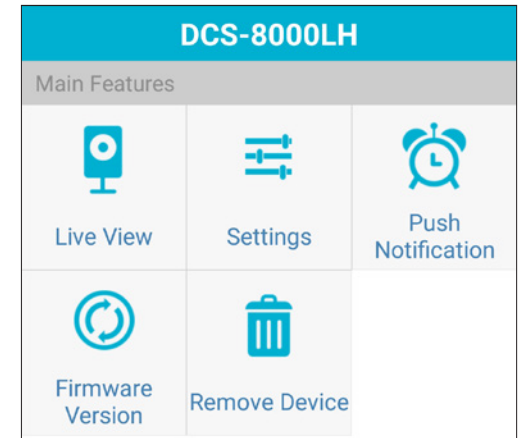 DCS-8000LH
Main Features
Live View
Settings
Push
Notification
Firmware
Version
Remove Device